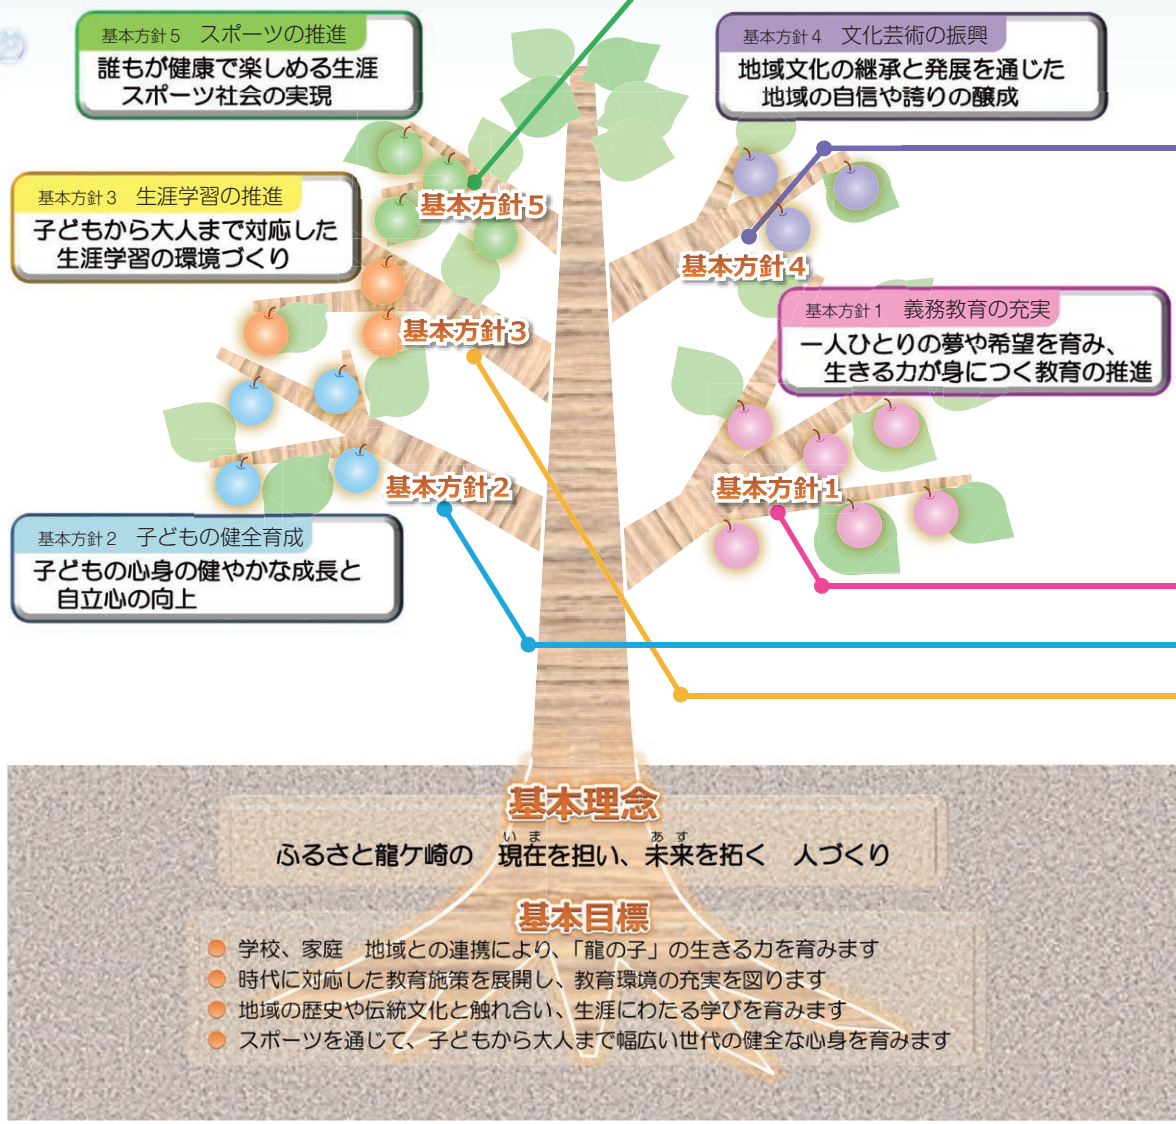 基本方針5 スポーツの推進
誰もが健康で楽しめる生涯
スポーツ社会の実現
基本方針4 文化芸術の振興
地域文化の継承と発展を通じた
地域の自信や誇りの醸成
基本方針3 生涯学習の推進
子どもから大人まで対応した
生涯学習の環境づくり
基本方針5
基本方針4
基本方針1 義務教育の充実
一人ひとりの夢や希望を育み、
生きる力が身につく教育の推進
基本方針3
基本方針2
基本方針1
基本方針2 子どもの健全育成
子どもの心身の健やかな成長と
自立心の向上
基本理念
いま あす
ふるさと龍ケ崎の 現在を担い、未来を拓く 人づくり
基本目標
学校、家庭 地域との連携により、「龍の子」の生きる力を育みます
時代に対応した教育施策を展開し、教育環境の充実を図ります
地域の歴史や伝統文化と触れ合い、生涯にわたる学びを育みます
スポーツを通じて、子どもから大人まで幅広い世代の健全な心身を育みます